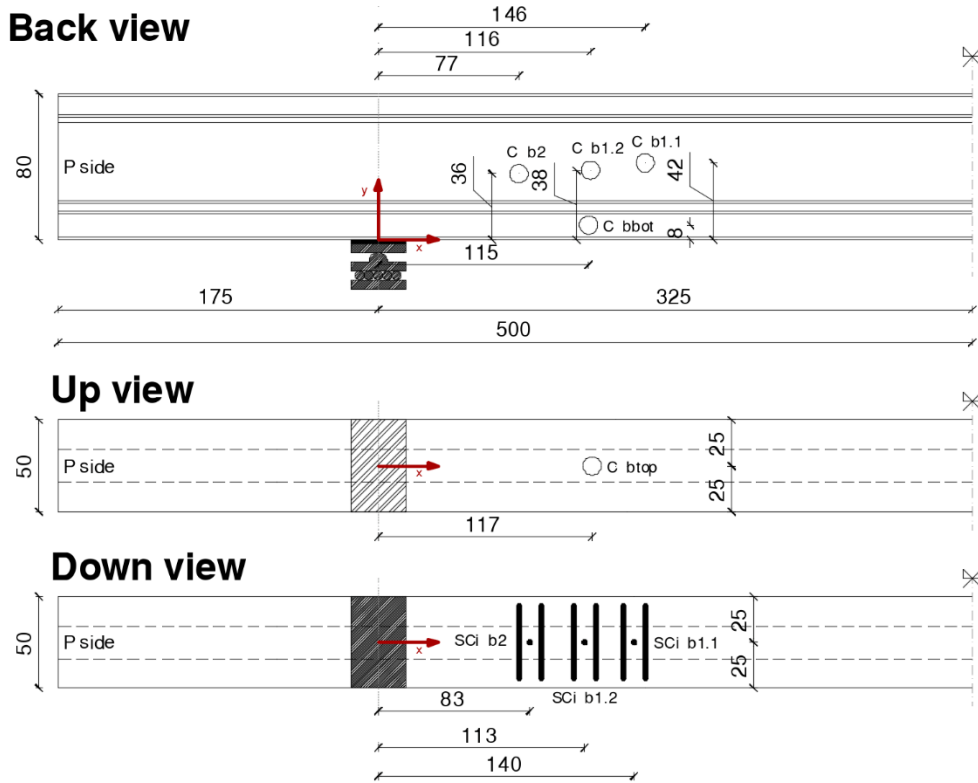 Back view
146
116
77
80
P side
36
C b2
38
C b1.2
C b1.1
42
y
x
C bbot
8
115
175
325
500
Up view
50
P side
x
C btop
25
25
117
Down view
50
P side
x
SCi b2
SCi b1.1
SCi b1.2
25
25
83
113
140